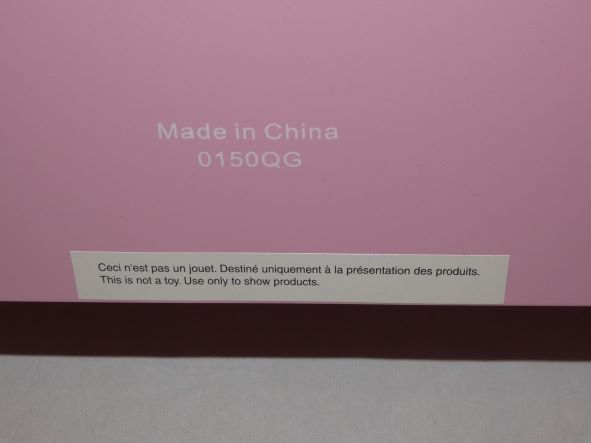 Made in China
0150QG
Ceci n'est pas un jouet. Destiné uniquement à la présentation des produits.
This is not a toy. Use only to show products.